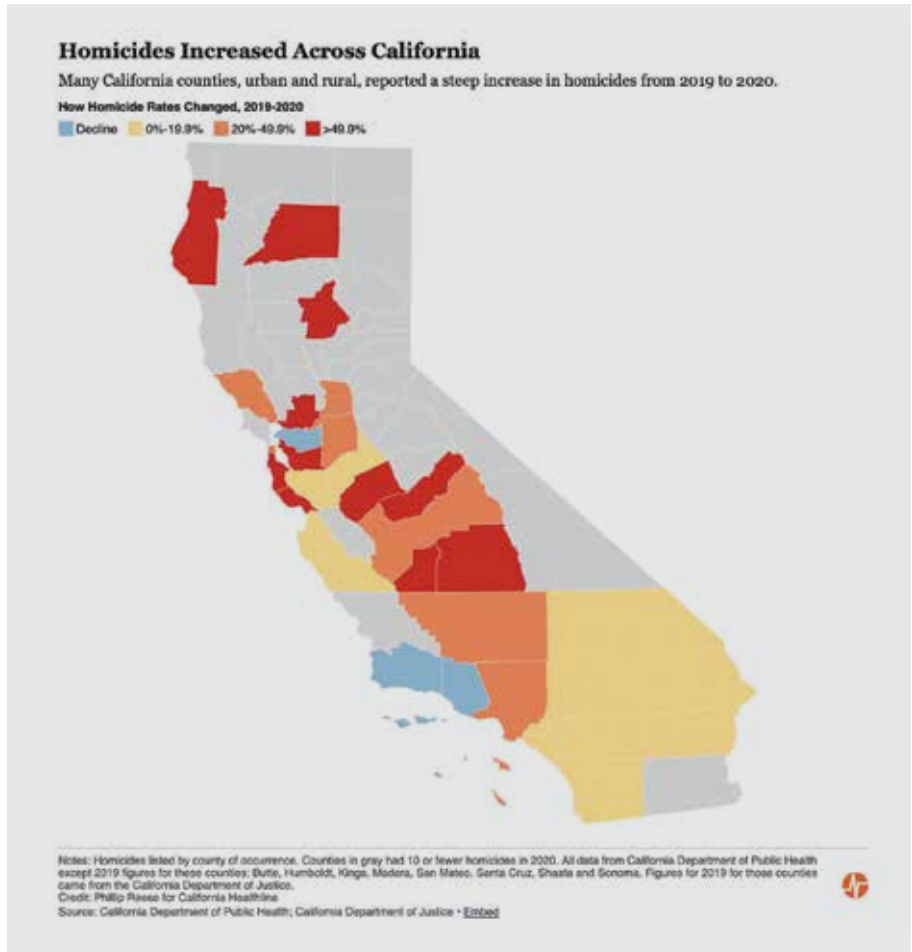 Homicides Increased Across California
Many California counties, urban and rural, reported a steep increase in homicides from 2019 to 2020.
How Homicide Rates Changed, 2019-2020
Decline 0%-19.9% 20%-49.9% >49.9%
Notes: Homicides listed by county of occurrence. Counties in gray had 10 or fewer homicides in 2020. All data from California Department of Public Health
except 2019 figures for these counties: Butte, Humboldt, Kings, Madera, San Mateo, Santa Cruz, Shasta and Sonoma. Figures for 2019 for those counties
came from the California Department of Justice.
Credit: Phillip Reese for California Healthline
Source: California Department of Public Health; California Department of Justice • Embed